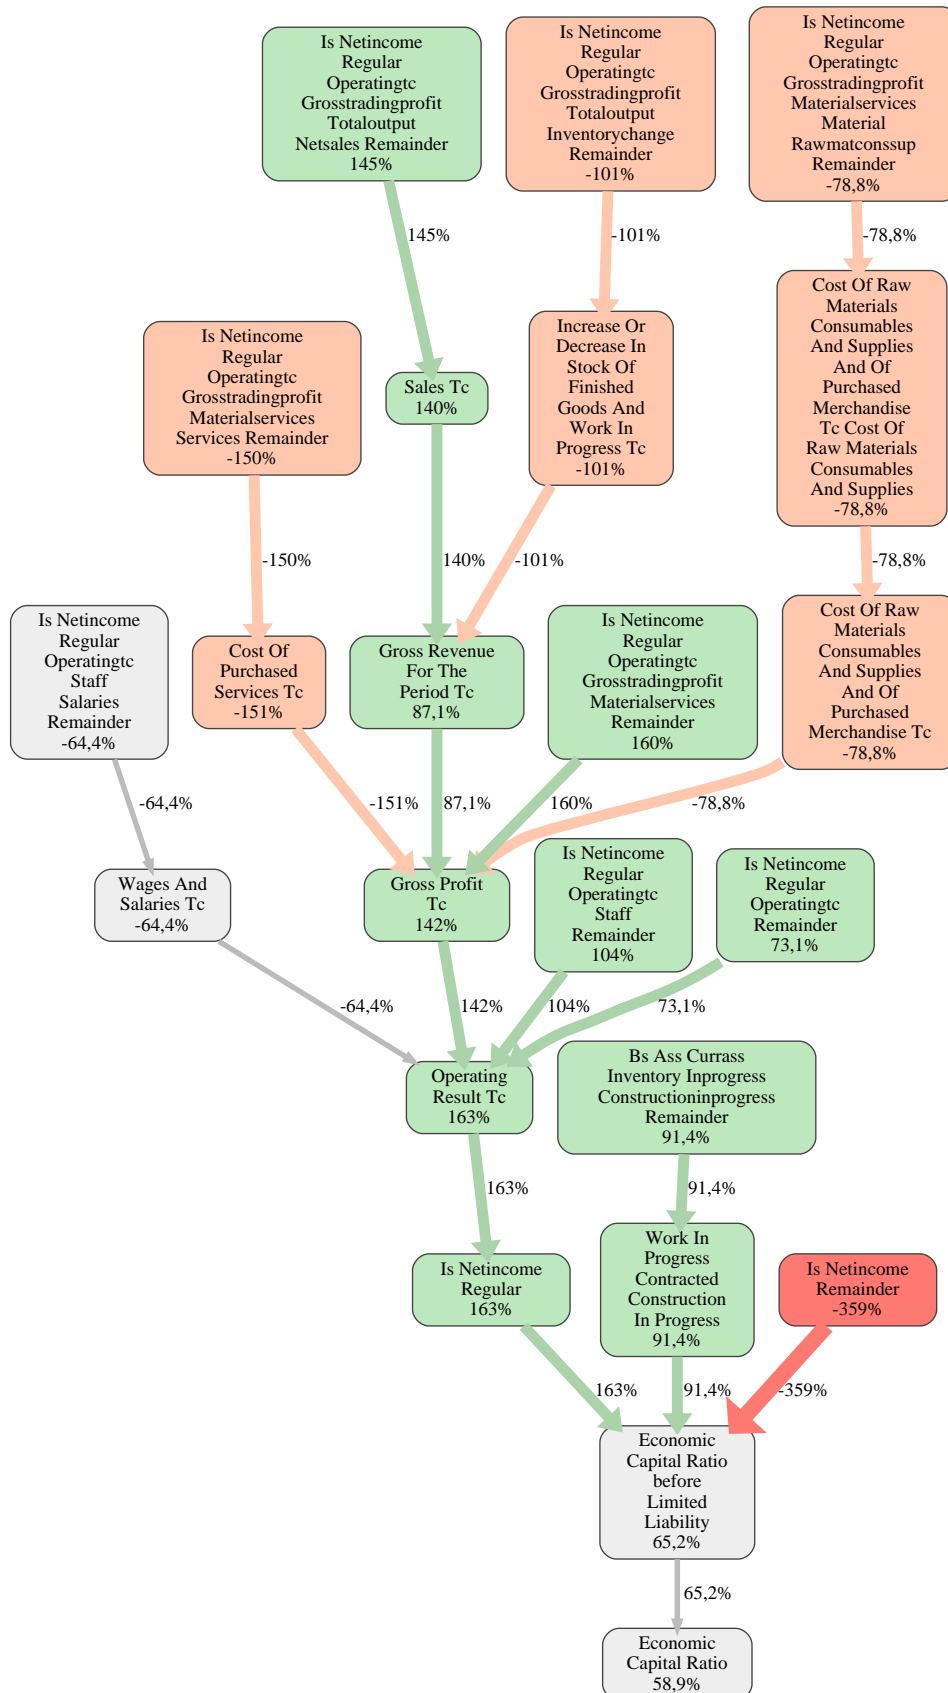 Is Netincome
Regular
Operatingtc
Grosstradingprofit
Totaloutput
Netsales Remainder
145%
Is Netincome
Regular
Operatingtc
Grosstradingprofit
Totaloutput
Inventorychange
Remainder
-101%
Is Netincome
Regular
Operatingtc
Grosstradingprofit
Materialservices
Material
Rawmatconssup
Remainder
-78,8%
145%
-101%
-78,8%
Is Netincome
Regular
Operatingtc
Grosstradingprofit
Materialservices
Services Remainder
-150%
Sales Tc
140%
Increase Or
Decrease In
Stock Of
Finished
Goods And
Work In
Progress Tc
-101%
Cost Of Raw
Materials
Consumables
And Supplies
And Of
Purchased
Merchandise
Tc Cost Of
Raw Materials
Consumables
And Supplies
-78,8%
-150%
140%
-101%
-78,8%
Is Netincome
Regular
Operatingtc
Staff
Salaries
Remainder
-64,4%
Cost Of
Purchased
Services Tc
-151%
Gross Revenue
For The
Period Tc
87,1%
Is Netincome
Regular
Operatingtc
Grosstradingprofit
Materialservices
Remainder
160%
Cost Of Raw
Materials
Consumables
And Supplies
And Of
Purchased
Merchandise Tc
-78,8%
-64,4%
-151%
87,1%
160%
-78,8%
Wages And
Salaries Tc
-64,4%
Gross Profit
Tc
142%
Is Netincome
Regular
Operatingtc
Staff
Remainder
104%
Is Netincome
Regular
Operatingtc
Remainder
73,1%
-64,4%
142%
104%
73,1%
Operating
Result Tc
163%
Bs Ass Currass
Inventory Inprogress
Constructioninprogress
Remainder
91,4%
163%
91,4%
Is Netincome
Regular
163%
Work In
Progress
Contracted
Construction
In Progress
91,4%
Is Netincome
Remainder
-359%
163%
91,4%
-359%
Economic
Capital Ratio
before
Limited
Liability
65,2%
65,2%
Economic
Capital Ratio
58,9%